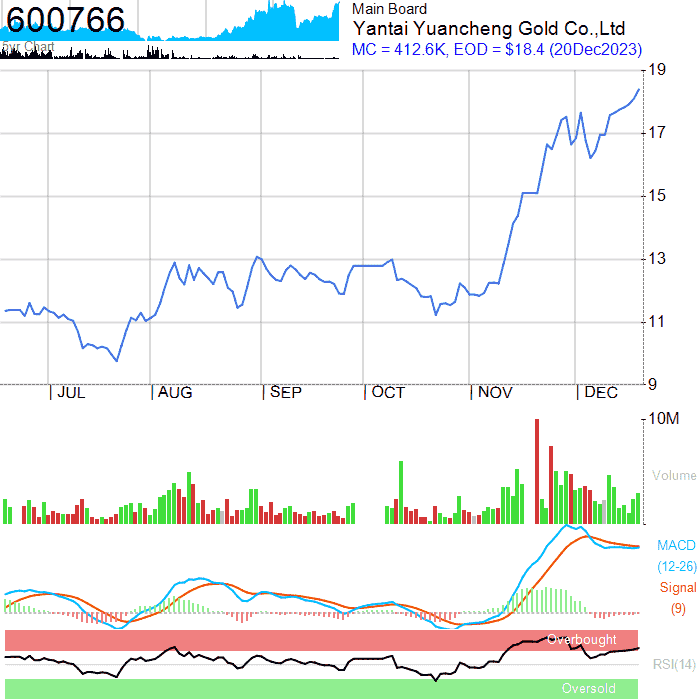 600766
5yr Chart
Main Board
Yantai Yuancheng Gold Co.,Ltd
MC = 412.6K, EOD = $18.4 (20Dec2023)
19
17
15
13
11
9
JUL
AUG
SEP
OCT
NOV
DEC
10M
Volume
MACD
(12-26)
Signal
(9)
Overbought
RSI(14)
Oversold